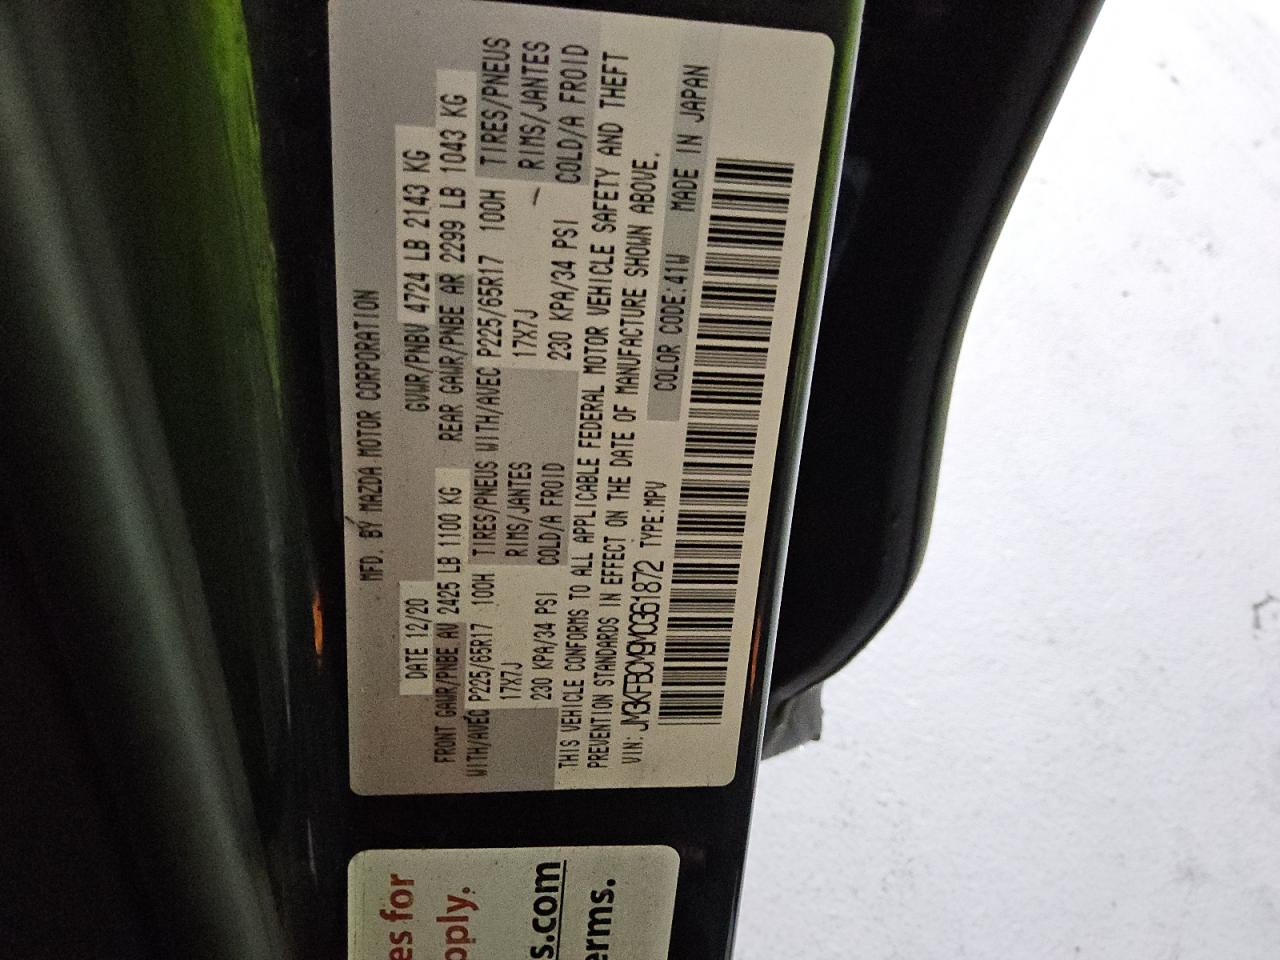 MFD. BY MAZDA MOTOR CORPORATION
DATE 12/20 GVWR/PNBV 4724 LB 2143 KG
FRONT GAWR/PNBE AV 2425 LB 1100 KG REAR GAWR/PNBE AR 2299 LB 1043 KG
WITH/AVEC P225/65R17 100H TIRES/PNEUS WITH/AVEC P225/65R17 100H TIRES/PNEUS
17X7J RIMS/JANTES 17X7J RIMS/JANTES
230 KPA/34 PSI COLD/A FROID 230 KPA/34 PSI COLD/A FROID
THIS VEHICLE CONFORMS TO ALL APPLICABLE FEDERAL MOTOR VEHICLE SAFETY AND THEFT
PREVENTION STANDARDS IN EFFECT ON THE DATE OF MANUFACTURE SHOWN ABOVE.
VIN: JM3KFBCM9M0361872 TYPE:MPV COLOR CODE:41W MADE IN JAPAN
es for
pply.
s.com
erms.